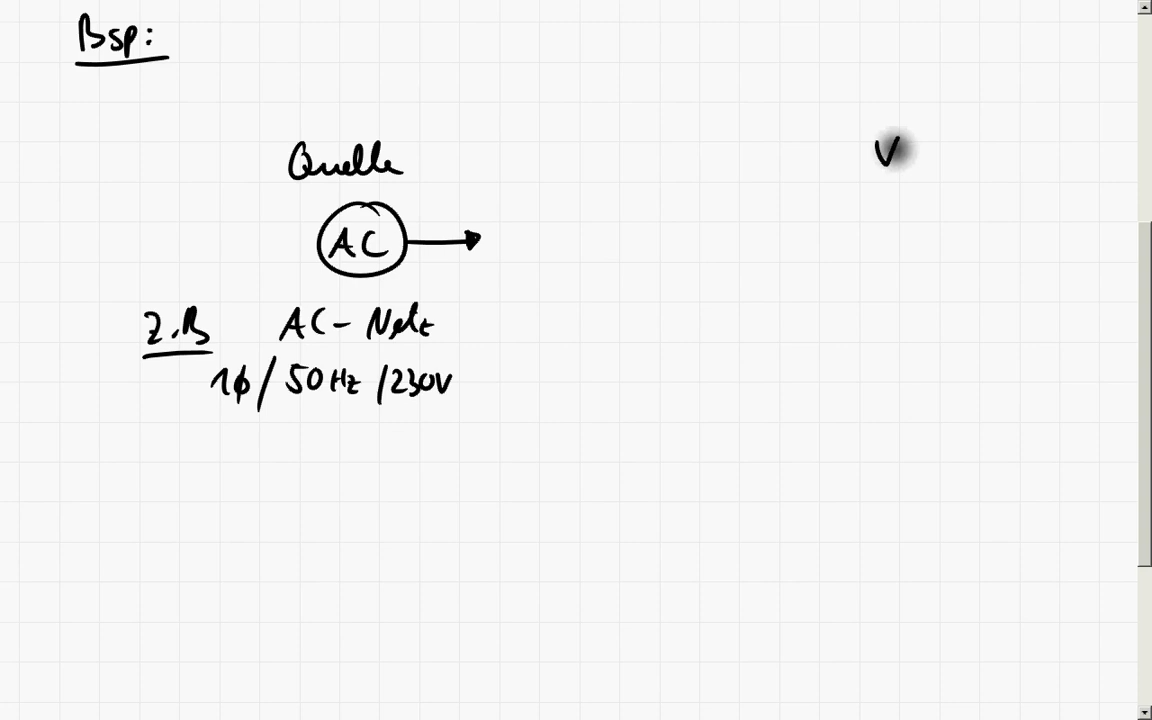 Bsp:
Quelle
V
AC
z.B AC-Netz
1ϕ/50Hz/230V